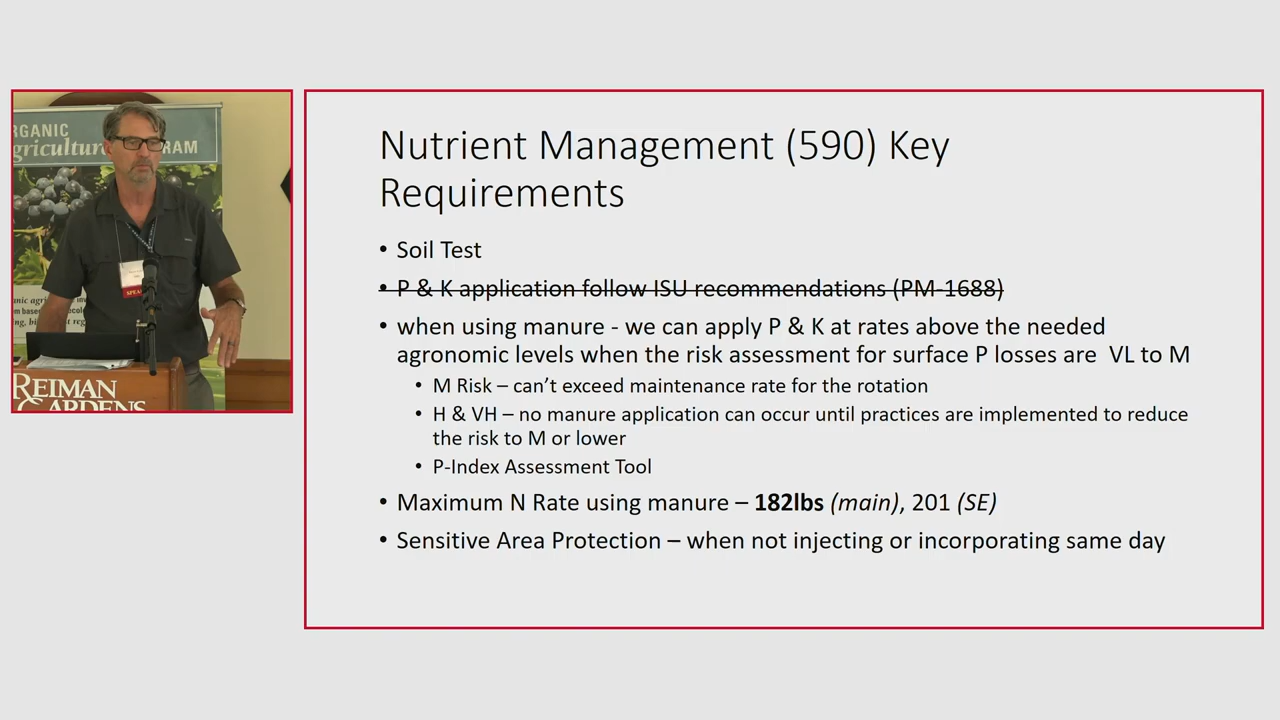 RGANIC
griculture
RAM
REIMAN
GARDENS
Nutrient Management (590) Key
Requirements
• Soil Test
• P & K application follow ISU recommendations (PM-1688)
• when using manure - we can apply P & K at rates above the needed
agronomic levels when the risk assessment for surface P losses are VL to M
• M Risk – can’t exceed maintenance rate for the rotation
• H & VH – no manure application can occur until practices are implemented to reduce
the risk to M or lower
• P-Index Assessment Tool
• Maximum N Rate using manure – 182lbs (main), 201 (SE)
• Sensitive Area Protection – when not injecting or incorporating same day